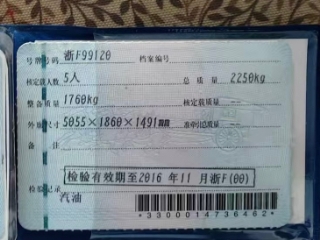 号牌号码 浙F99120 档案编号
核定载人数 5人 总质量 2250kg
整备质量 1760kg 核定载质量 --
外廓尺寸 5055×1860×1491mm 准牵引总质量 --
备注
检验有效期至2016年11月浙F(00)
检验记录
汽油
*3300014736462*